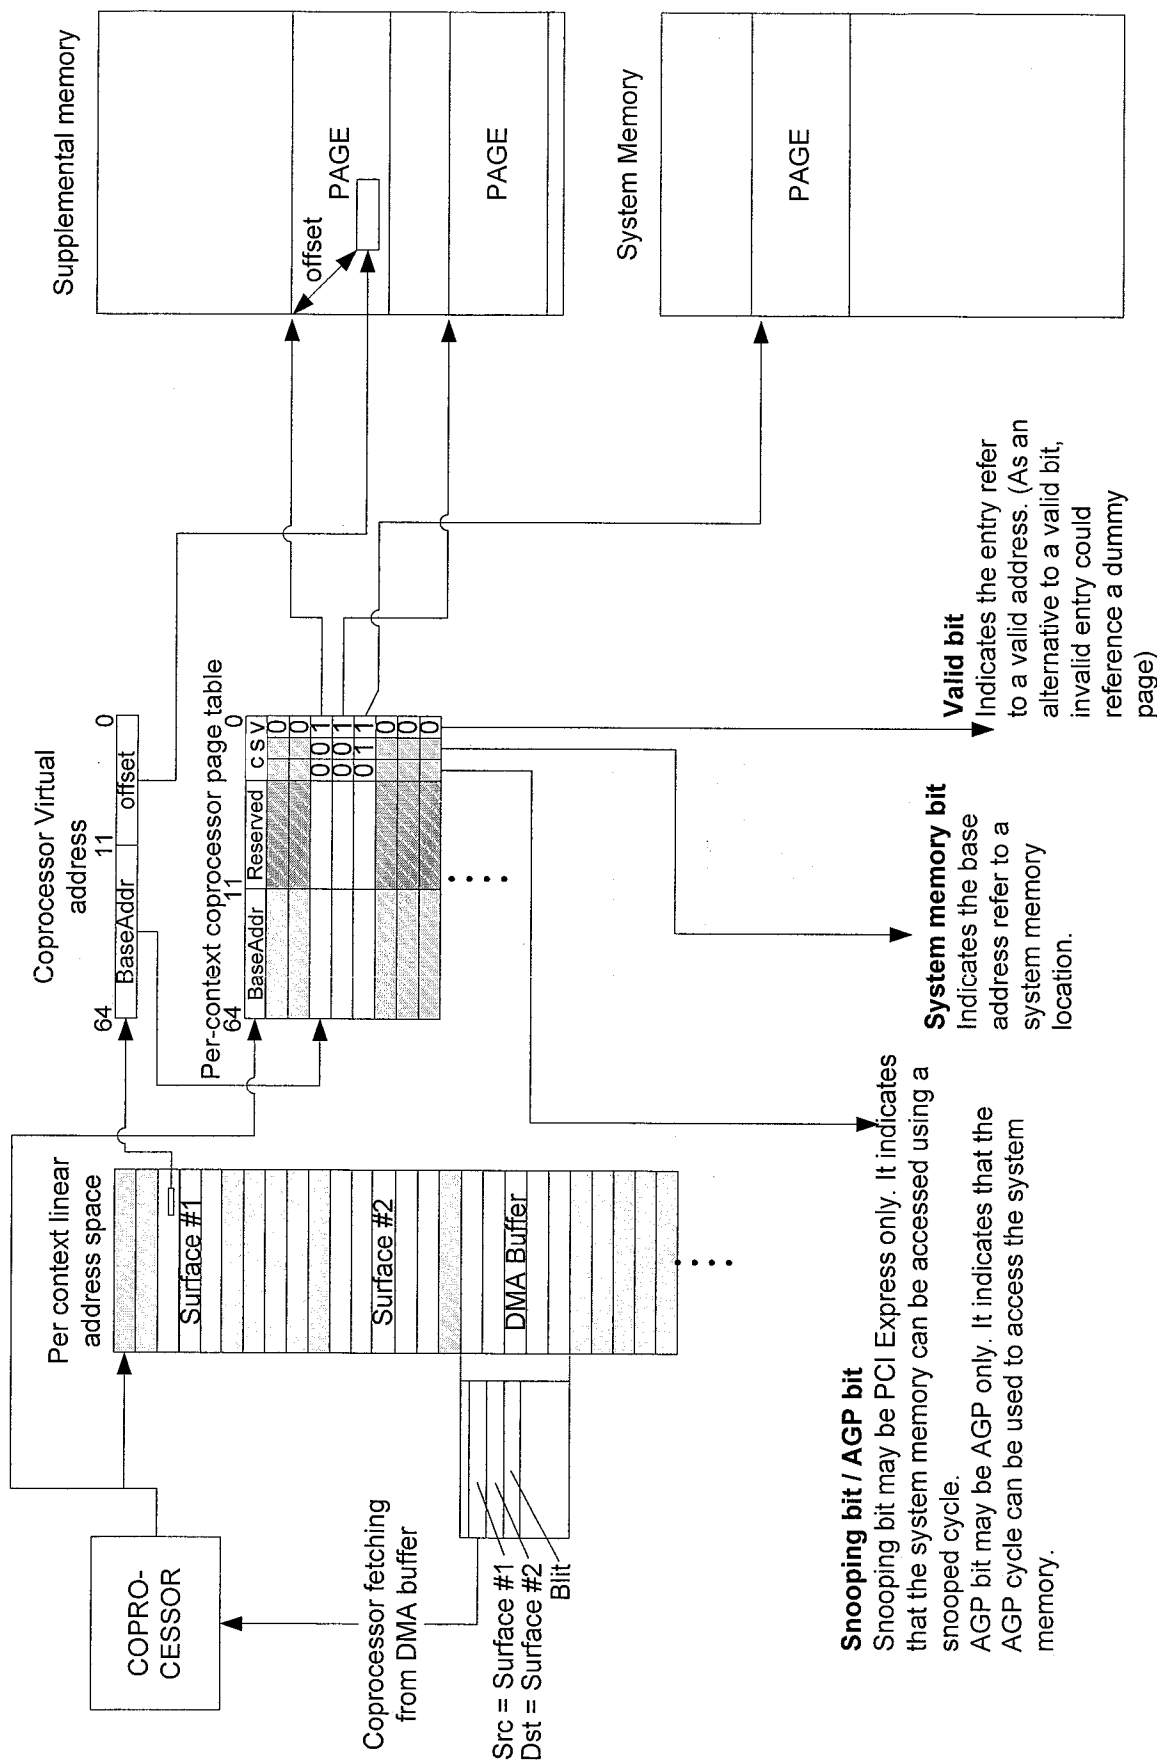 COPRO-
CESSOR
Coprocessor fetching
from DMA buffer
Src = Surface #1
Dst = Surface #2
Blit
Per context linear
address space
Surface #1
Surface #2
DMA Buffer
Coprocessor Virtual
address
64 11 0
BaseAddr offset
Per-context coprocessor page table
64 11 0
BaseAddr Reserved C S V
0
0
0 0 1
0 0 1
0 1 1
0
0
0
Supplemental memory
offset
PAGE
PAGE
System Memory
PAGE
Snooping bit / AGP bit
Snooping bit may be PCI Express only. It indicates
that the system memory can be accessed using a
snooped cycle.
AGP bit may be AGP only. It indicates that the
AGP cycle can be used to access the system
memory.
System memory bit
Indicates the base
address refer to a
system memory
location.
Valid bit
Indicates the entry refer
to a valid address. (As an
alternative to a valid bit,
invalid entry could
reference a dummy
page)